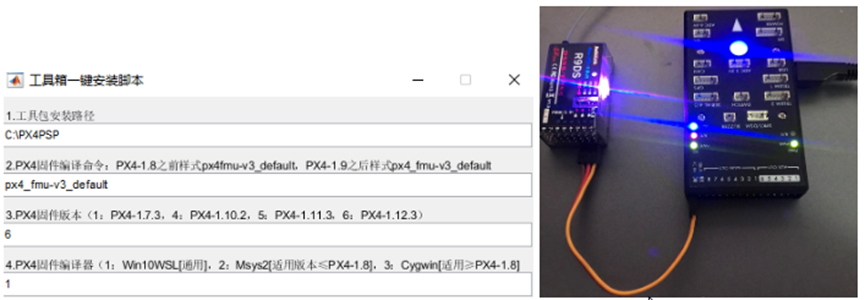 工具箱一键安装脚本
1.工具包安装路径
C:\PX4PSP
2.PX4固件编译命令：PX4-1.8之前样式px4fmu-v3_default，PX4-1.9之后样式px4_fmu-v3_default
px4_fmu-v3_default
3.PX4固件版本（1：PX4-1.7.3，4：PX4-1.10.2，5：PX4-1.11.3，6：PX4-1.12.3）
6
4.PX4固件编译器（1：Win10WSL[通用]，2：Msys2[适用版本≤PX4-1.8]，3：Cygwin[适用≥PX4-1.8]
1
R9DS